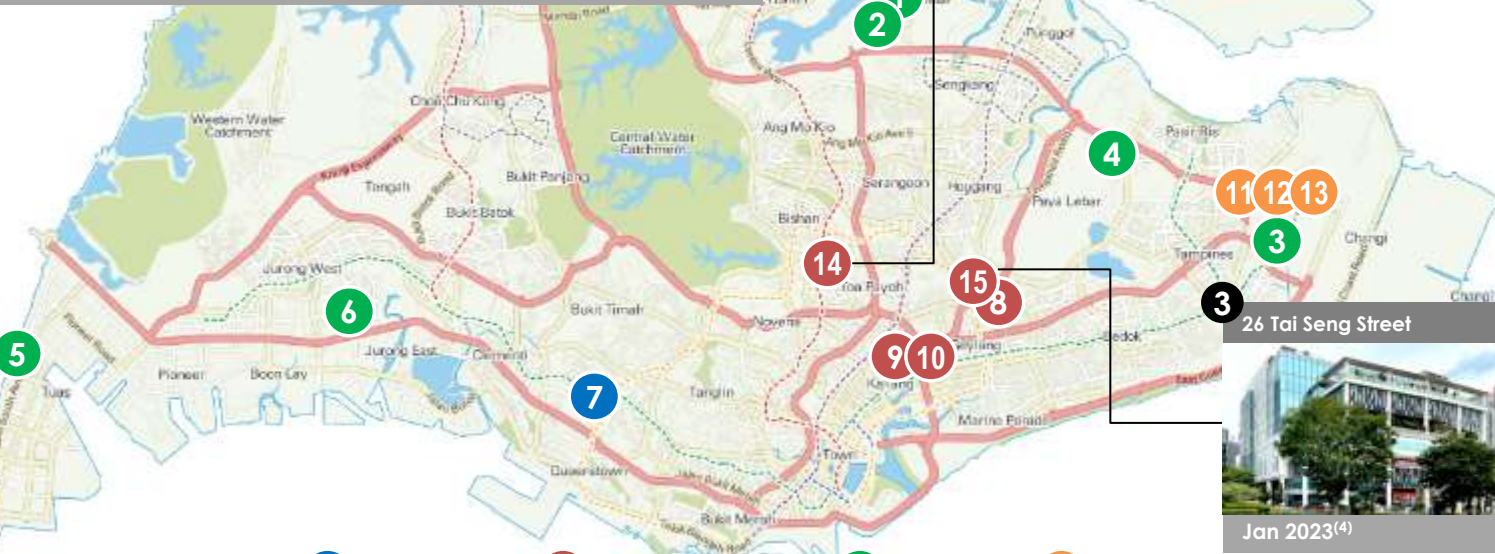 2
Punggol
Sengkang
Choa Chu Kang
Western Water
Catchment
Central Water
Catchment
Ang Mo Kio
Pasir Ris
4
Tengah
Bukit Panjang
Serangoon
Hougang
Paya Lebar
11 12 13
Bukit Batok
Bishan
3
Changi
Tampines
Jurong West
14
Toa Payoh
15
8
6
Bukit Timah
Novena
3
26 Tai Seng Street
5
Jurong East
Clementi
9 10
Geylang
Bedok
Pioneer
Boon Lay
Kallang
Tuas
7
Tanglin
Marine Parade
Town
Queenstown
Bukit Merah
Jan 2023(4)